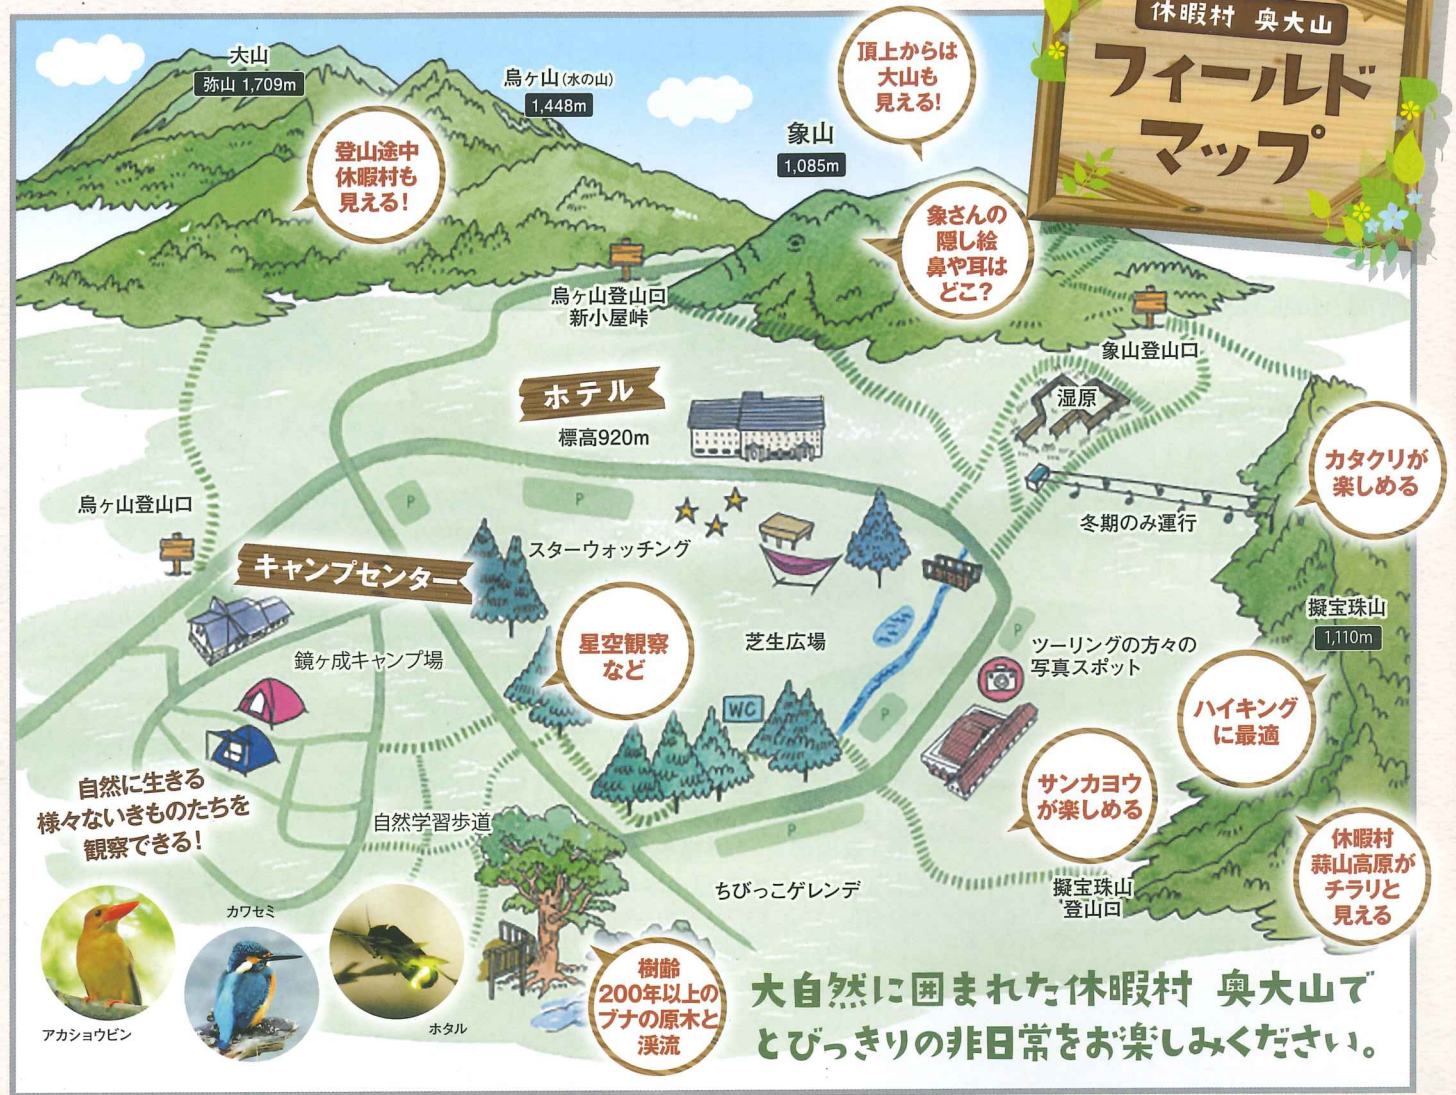 休暇村 奥大山
フィールド
マップ
大山
弥山 1,709m
烏ケ山(水の山)
1,448m
頂上からは
大山も
見える!
象山
1,085m
登山途中
休暇村も
見える!
象さんの
隠し絵
鼻や耳は
どこ?
烏ケ山登山口
新小屋峠
象山登山口
ホテル
標高920m
湿原
カタクリが
楽しめる
烏ケ山登山口
P
P
冬期のみ運行
スターウォッチング
キャンプセンター
擬宝珠山
1,110m
星空観察
など
芝生広場
P
ツーリングの方々の
写真スポット
鏡ケ成キャンプ場
WC
P
ハイキング
に最適
自然に生きる
様々ないきものたちを
観察できる!
サンカヨウ
が楽しめる
自然学習歩道
P
休暇村
蒜山高原が
チラリと
見える
ちびっこゲレンデ
擬宝珠山
登山口
カワセミ
アカショウビン
ホタル
樹齢
200年以上の
ブナの原木と
渓流
大自然に囲まれた休暇村 奥大山で
とびっきりの非日常をお楽しみください。